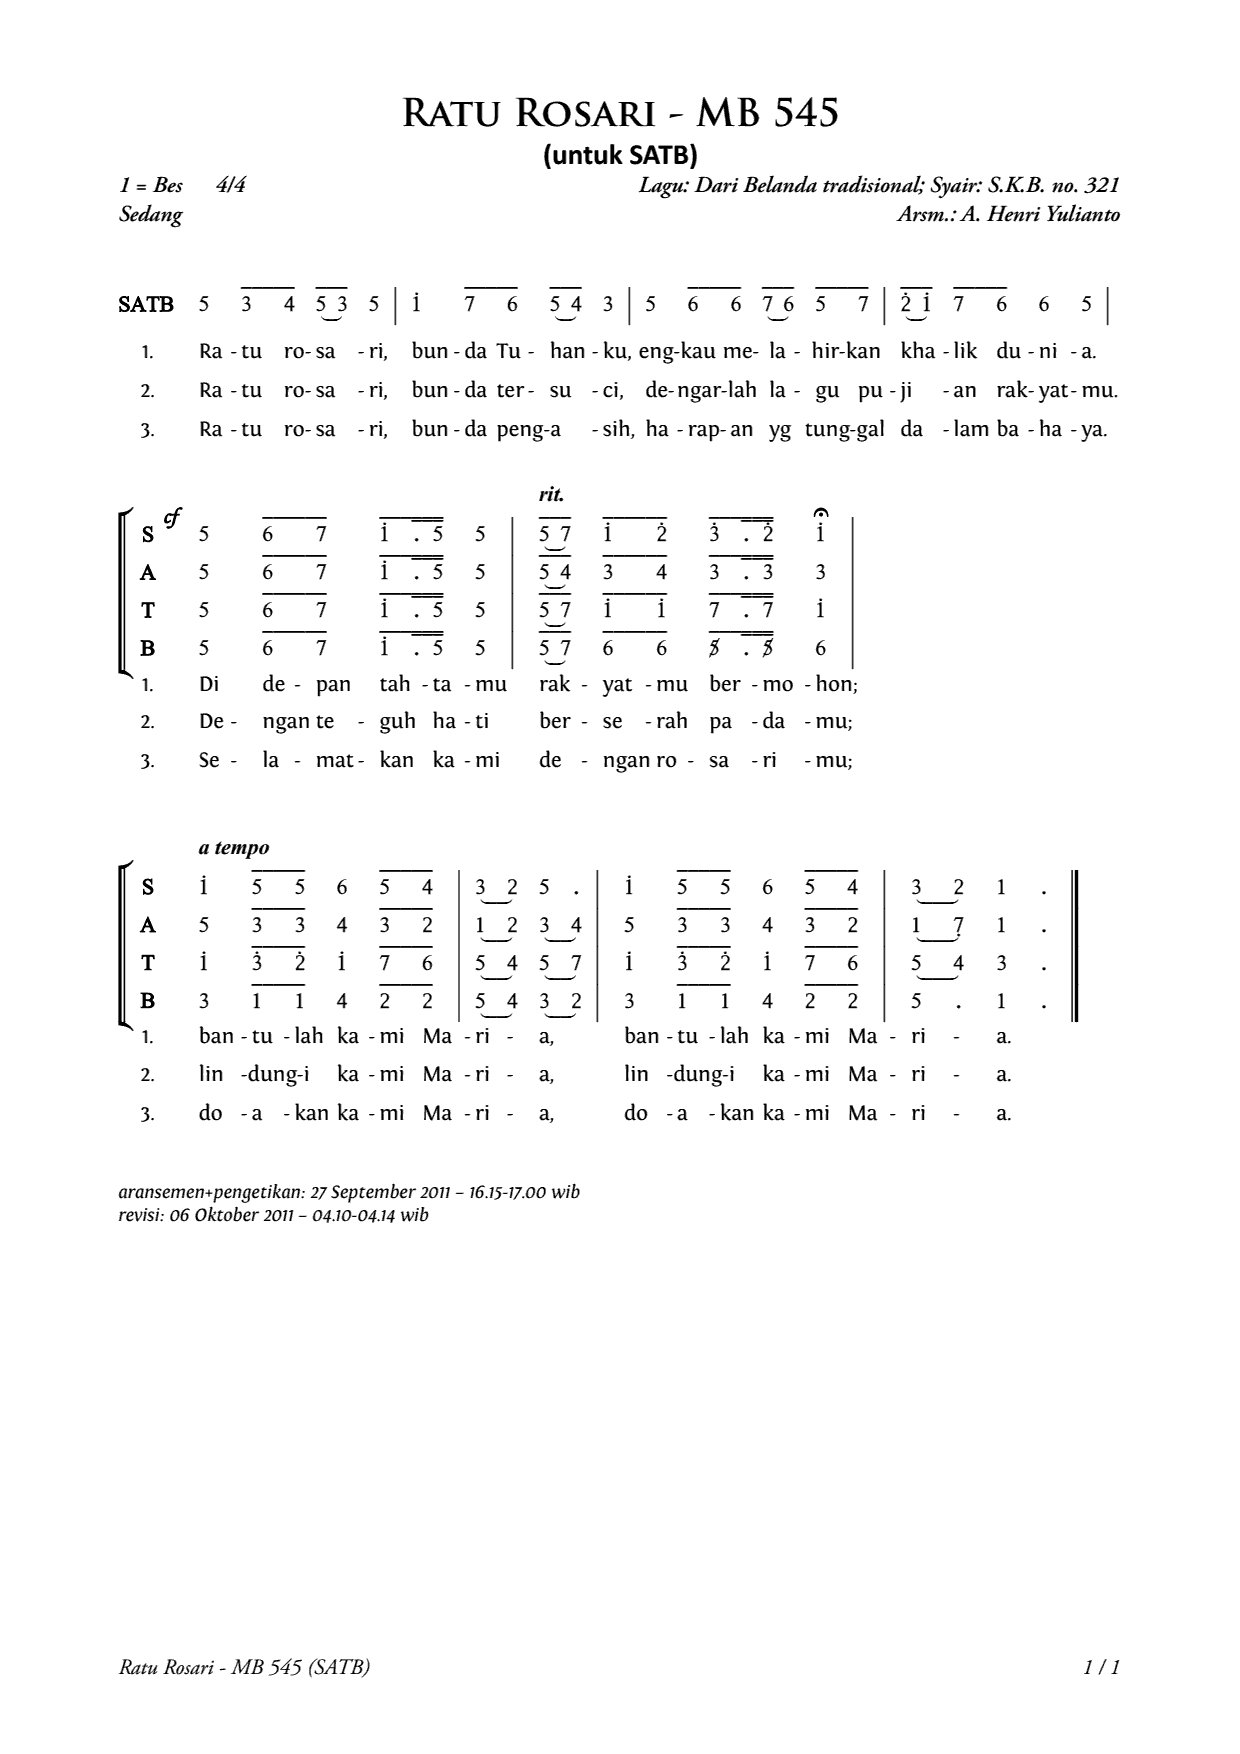 RATU ROSARI - MB 545
(untuk SATB)
1 = Bes 4/4 Lagu: Dari Belanda tradisional; Syair: S.K.B. no. 321
Sedang Arsm.: A. Henri Yulianto
SATB 5 3 4 5 3 5 | i 7 6 5 4 3 | 5 6 6 7 6 5 7 | 2̇ i 7 6 6 5 |
1. Ra - tu ro- sa - ri, bun - da Tu - han - ku, eng-kau me- la - hir-kan kha - lik du - ni - a.
2. Ra - tu ro- sa - ri, bun - da ter- su - ci, de-ngar-lah la - gu pu - ji - an rak- yat- mu.
3. Ra - tu ro- sa - ri, bun - da peng-a - sih, ha - rap- an yg tung-gal da - lam ba - ha - ya.
rit.
cf
S 5 6 7 i . 5 5 | 5 7 i 2̇ 3̇ . 2̇ i |
A 5 6 7 i . 5 5 | 5 4 3 4 3 . 3 3 |
T 5 6 7 i . 5 5 | 5 7 i i 7 . 7 i |
B 5 6 7 i . 5 5 | 5 7 6 6 5̸ . 5̸ 6 |
1. Di de - pan tah - ta - mu rak - yat - mu ber - mo - hon;
2. De - ngan te - guh ha - ti ber - se - rah pa - da - mu;
3. Se - la - mat - kan ka - mi de - ngan ro - sa - ri - mu;
a tempo
S i 5 5 6 5 4 | 3 2 5 . | i 5 5 6 5 4 | 3 2 1 . ||
A 5 3 3 4 3 2 | 1 2 3 4 | 5 3 3 4 3 2 | 1 7̣ 1 . ||
T i 3̇ 2̇ i 7 6 | 5 4 5 7 | i 3̇ 2̇ i 7 6 | 5 4 3 . ||
B 3 1 1 4 2 2 | 5 4 3 2 | 3 1 1 4 2 2 | 5 . 1 . ||
1. ban - tu - lah ka - mi Ma - ri - a, ban - tu - lah ka - mi Ma - ri - a.
2. lin -dung-i ka - mi Ma - ri - a, lin -dung-i ka - mi Ma - ri - a.
3. do - a - kan ka - mi Ma - ri - a, do - a - kan ka - mi Ma - ri - a.
aransemen+pengetikan: 27 September 2011 – 16.15-17.00 wib
revisi: 06 Oktober 2011 – 04.10-04.14 wib
Ratu Rosari - MB 545 (SATB) 1 / 1